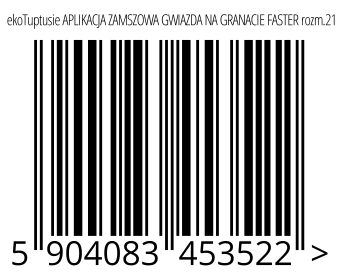 ekoTuptusie APLIKACJA ZAMSZOWA GWIAZDA NA GRANACIE FASTER rozm.21
5 904083 453522 >